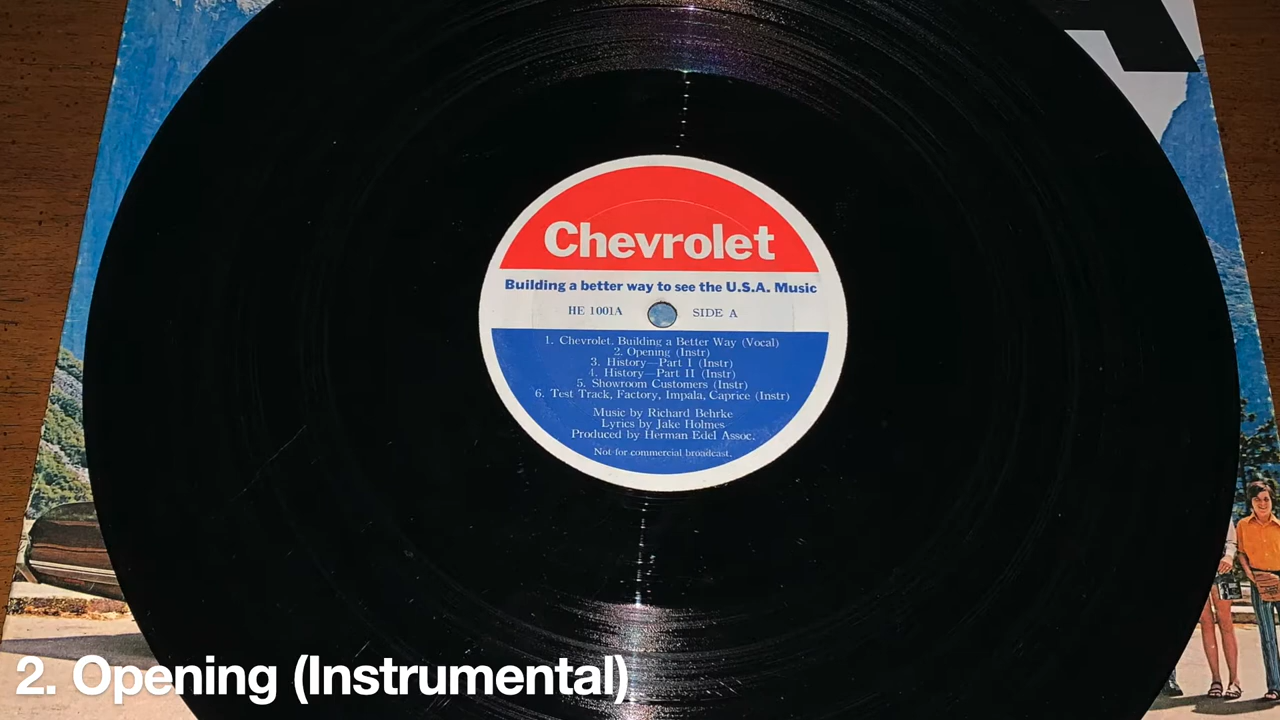 Chevrolet
Building a better way to see the U.S.A. Music
HE 1001A SIDE A
1. Chevrolet. Building a Better Way (Vocal)
2. Opening (Instr)
3. History—Part I (Instr)
4. History—Part II (Instr)
5. Showroom Customers (Instr)
6. Test Track, Factory, Impala, Caprice (Instr)
Music by Richard Behrke
Lyrics by Jake Holmes
Produced by Herman Edel Assoc.
Not for commercial broadcast.
2. Opening (Instrumental)